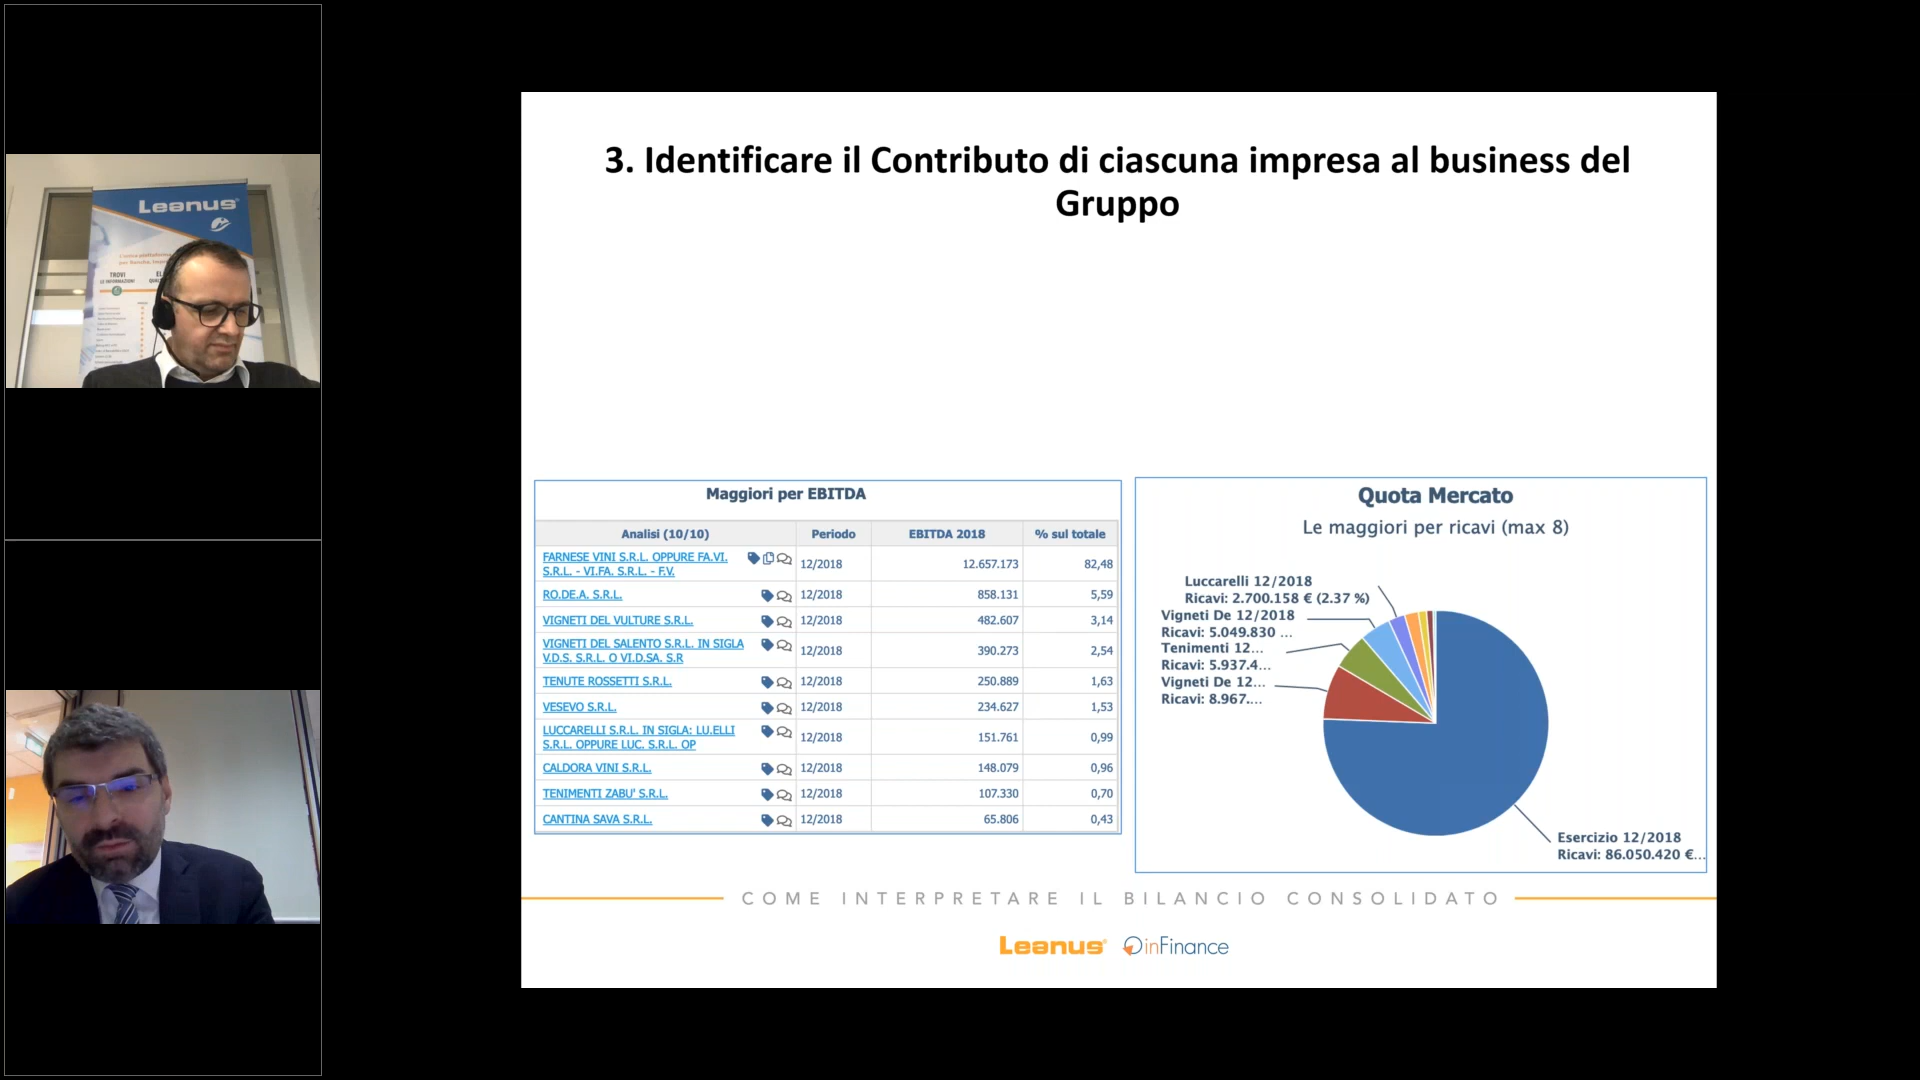 Leanus
TROVI
LE INFORMAZIONI
3. Identificare il Contributo di ciascuna impresa al business del
Gruppo
Maggiori per EBITDA
Analisi (10/10) Periodo EBITDA 2018 % sul totale
FARNESE VINI S.R.L. OPPURE FA.VI.
S.R.L. - VI.FA. S.R.L. - F.V. 12/2018 12.657.173 82,48
RO.DE.A. S.R.L. 12/2018 858.131 5,59
VIGNETI DEL VULTURE S.R.L. 12/2018 482.607 3,14
VIGNETI DEL SALENTO S.R.L. IN SIGLA
V.D.S. S.R.L. O VI.D.SA. S.R 12/2018 390.273 2,54
TENUTE ROSSETTI S.R.L. 12/2018 250.889 1,63
VESEVO S.R.L. 12/2018 234.627 1,53
LUCCARELLI S.R.L. IN SIGLA: LU.ELLI
S.R.L. OPPURE LUC. S.R.L. OP 12/2018 151.761 0,99
CALDORA VINI S.R.L. 12/2018 148.079 0,96
TENIMENTI ZABU' S.R.L. 12/2018 107.330 0,70
CANTINA SAVA S.R.L. 12/2018 65.806 0,43
Quota Mercato
Le maggiori per ricavi (max 8)
Luccarelli 12/2018
Ricavi: 2.700.158 € (2.37 %)
Vigneti De 12/2018
Ricavi: 5.049.830 ...
Tenimenti 12...
Ricavi: 5.937.4...
Vigneti De 12...
Ricavi: 8.967....
Esercizio 12/2018
Ricavi: 86.050.420 €...
COME INTERPRETARE IL BILANCIO CONSOLIDATO
Leanus inFinance